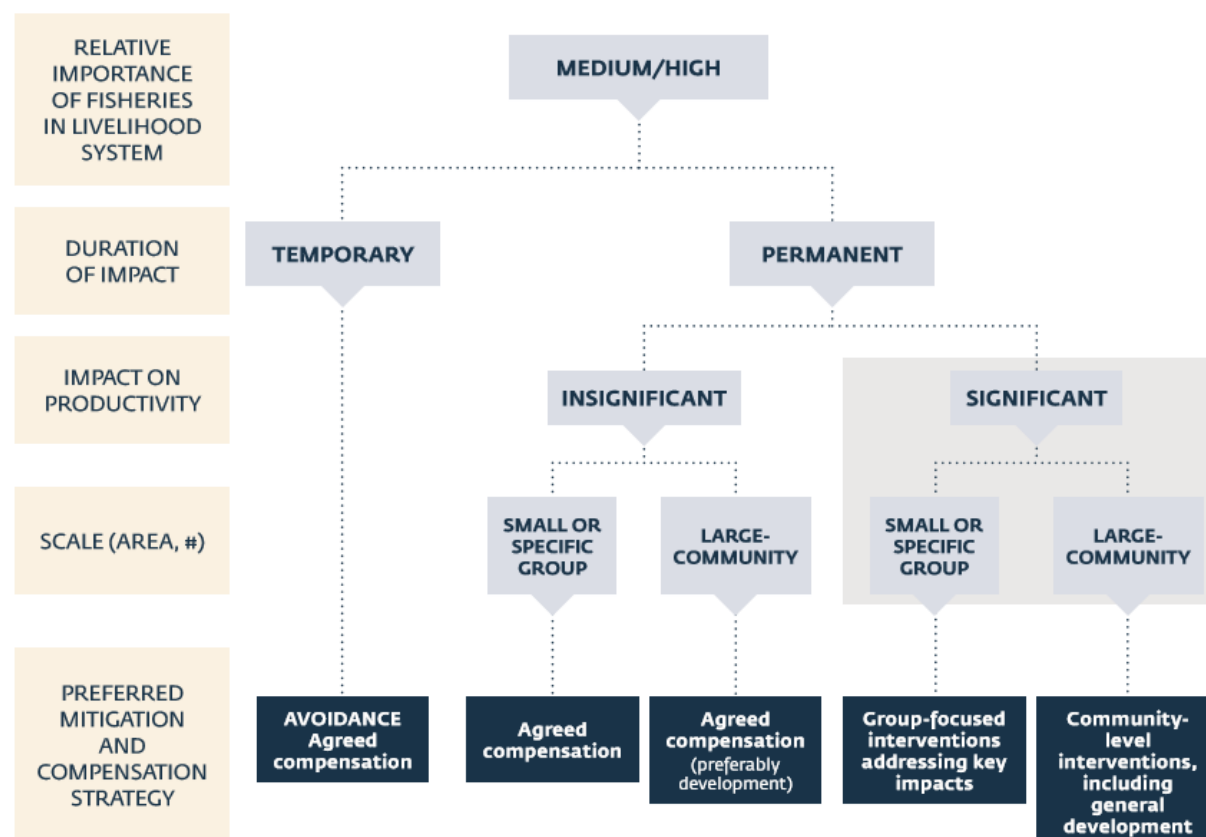 RELATIVE
IMPORTANCE
OF FISHERIES
IN LIVELIHOOD
SYSTEM
MEDIUM/HIGH
DURATION
OF IMPACT
TEMPORARY
PERMANENT
IMPACT ON
PRODUCTIVITY
INSIGNIFICANT
SIGNIFICANT
SCALE (AREA, #)
SMALL OR
SPECIFIC
GROUP
LARGE-
COMMUNITY
SMALL OR
SPECIFIC
GROUP
LARGE-
COMMUNITY
PREFERRED
MITIGATION
AND
COMPENSATION
STRATEGY
AVOIDANCE
Agreed
compensation
Agreed
compensation
Agreed
compensation
(preferably
development)
Group-focused
interventions
addressing key
impacts
Community-
level
interventions,
including
general
development